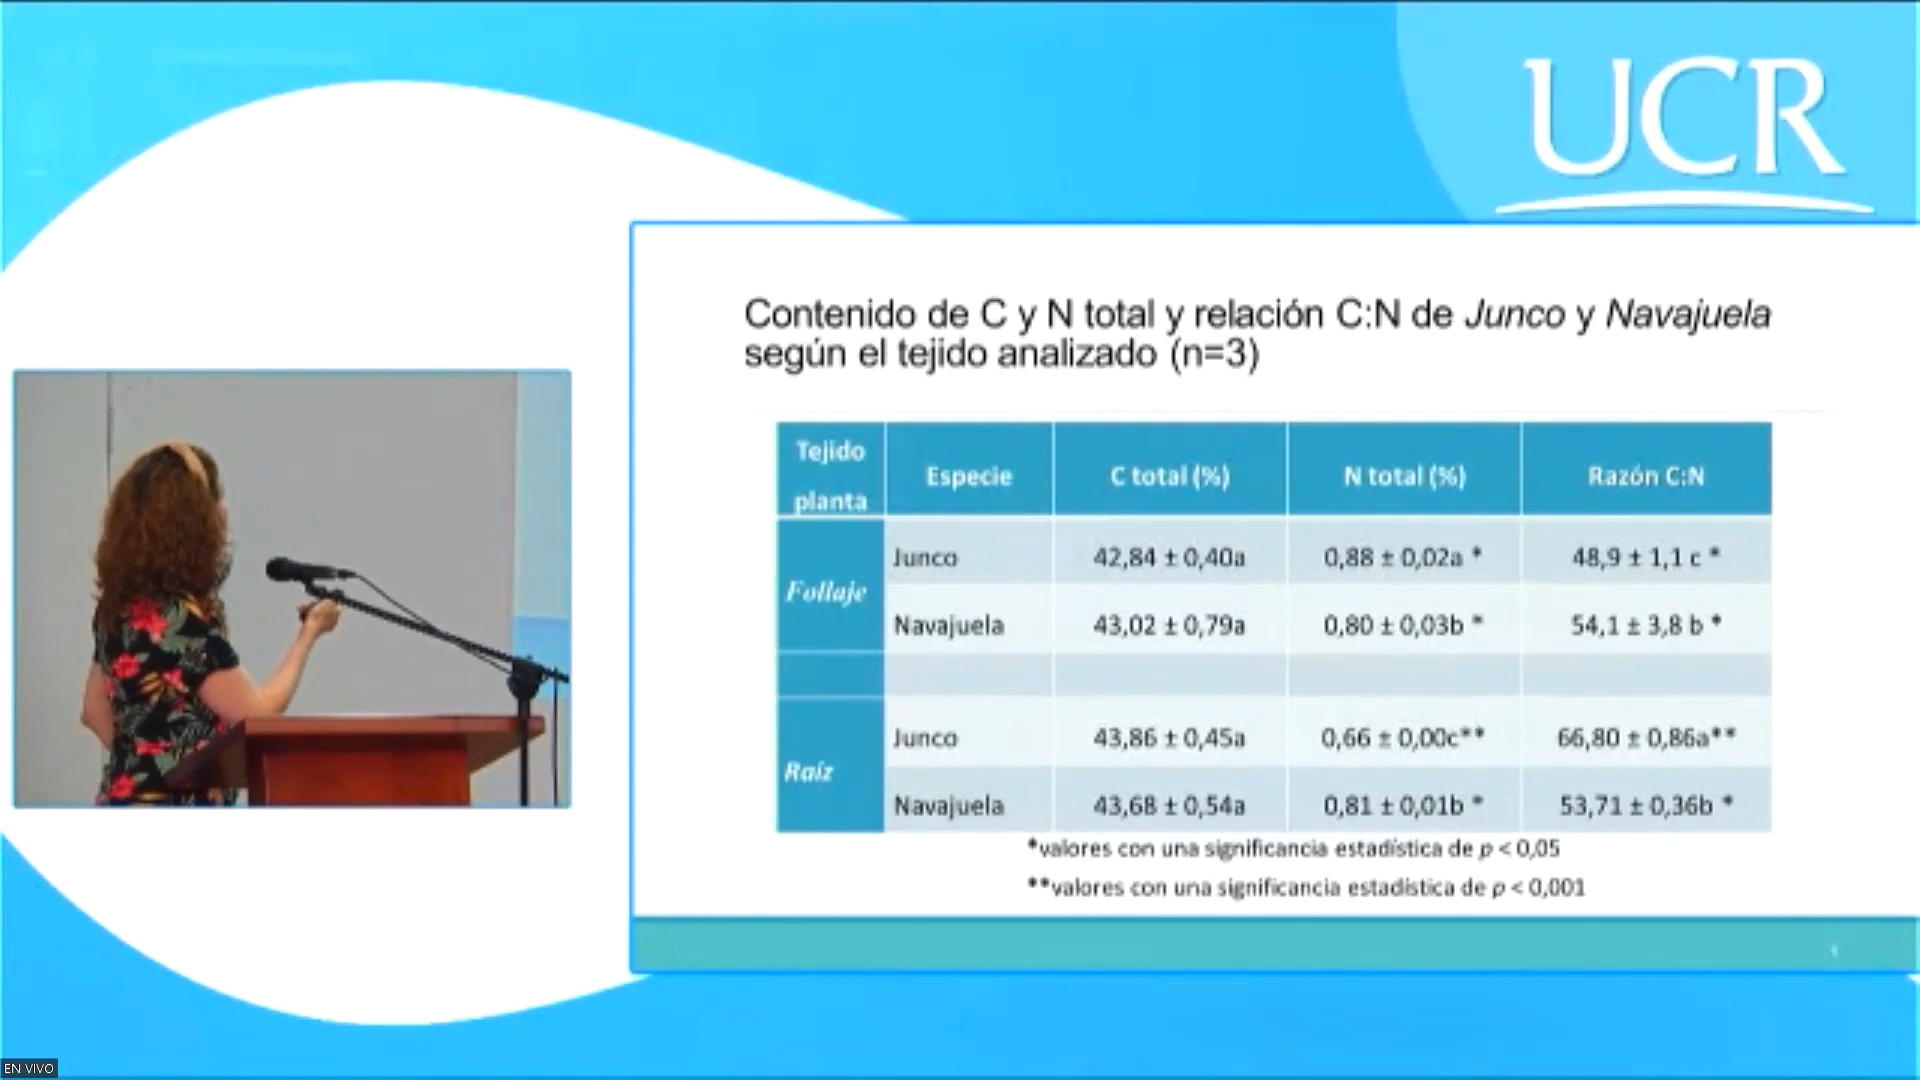 UCR
Contenido de C y N total y relación C:N de Junco y Navajuela
según el tejido analizado (n=3)
Tejido planta Especie C total (%) N total (%) Razón C:N
Follaje
Junco 42,84 ± 0,40a 0,88 ± 0,02a * 48,9 ± 1,1 c *
Navajuela 43,02 ± 0,79a 0,80 ± 0,03b * 54,1 ± 3,8 b *
Raíz
Junco 43,86 ± 0,45a 0,66 ± 0,00c** 66,80 ± 0,86a**
Navajuela 43,68 ± 0,54a 0,81 ± 0,01b * 53,71 ± 0,36b *
*valores con una significancia estadística de p < 0,05
**valores con una significancia estadística de p < 0,001
EN VIVO